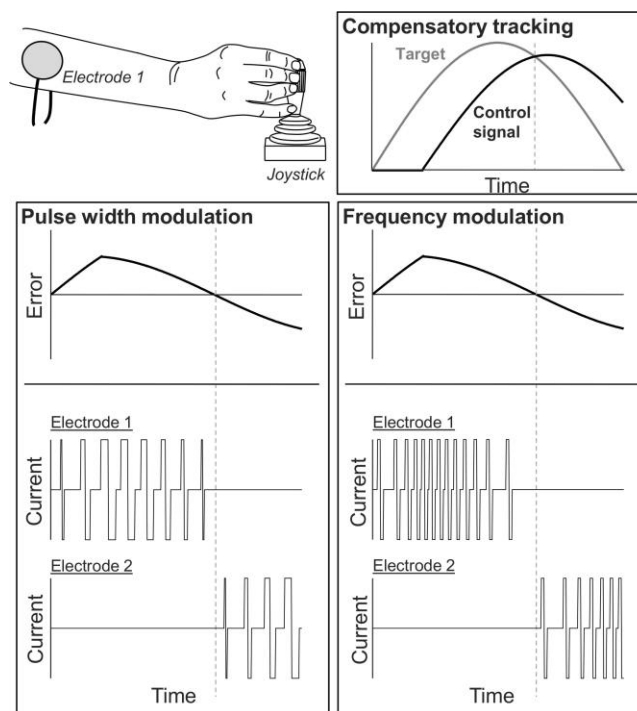 Electrode 1
Joystick
Compensatory tracking
Target
Control
signal
Time
Pulse width modulation
Error
Electrode 1
Current
Electrode 2
Current
Time
Frequency modulation
Error
Electrode 1
Current
Electrode 2
Current
Time